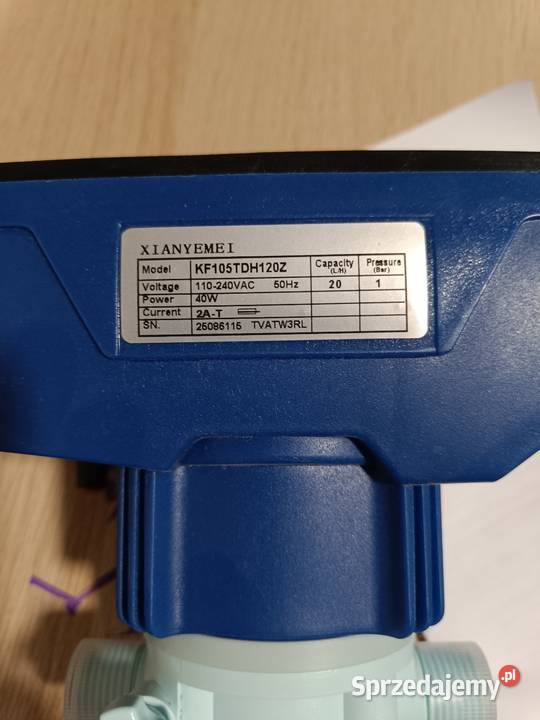 XIANYEMEI
Model KF105TDH120Z Capacity (L/H) Pressure (Bar)
Voltage 110-240VAC 50Hz 20 1
Power 40W
Current 2A-T
SN. 25086115 TVATW3RL
Sprzedajemy.pl